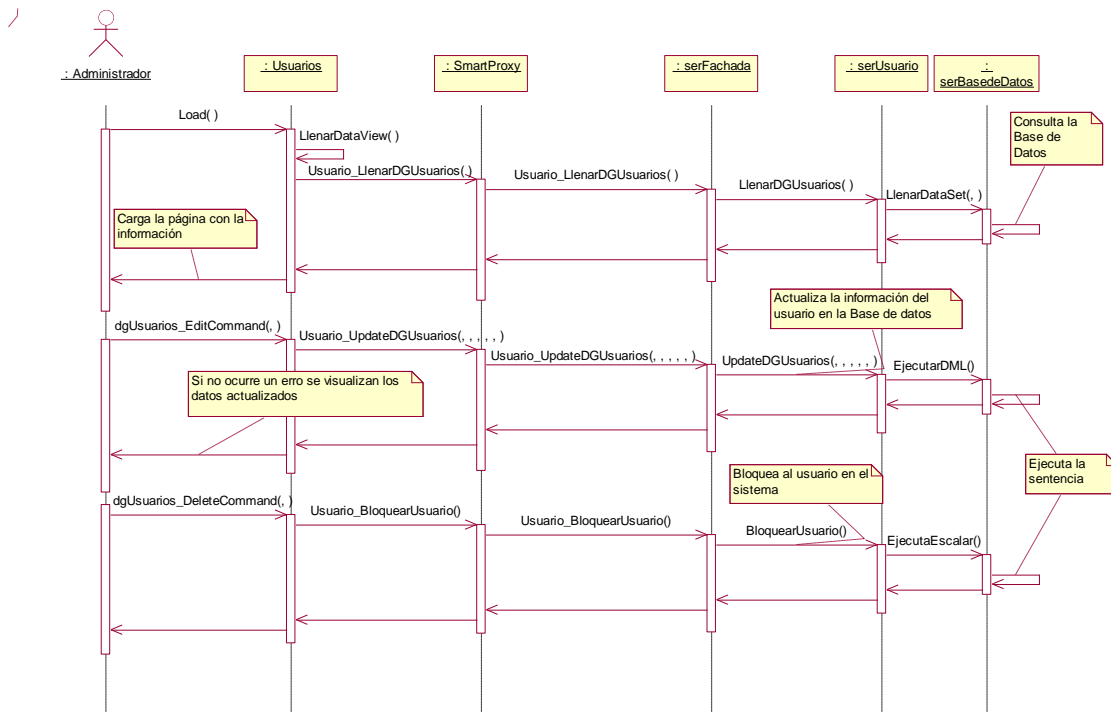 : Administrador
: Usuarios
: SmartProxy
: serFachada
: serUsuario
:
serBasedeDatos
Load( )
LlenarDataView( )
Usuario_LlenarDGUsuarios(,)
Usuario_LlenarDGUsuarios( )
LlenarDGUsuarios( )
LlenarDataSet(, )
Consulta la
Base de
Datos
Carga la página con la
información
Actualiza la información del
usuario en la Base de datos
dgUsuarios_EditCommand(, )
Usuario_UpdateDGUsuarios(, , , , , )
Usuario_UpdateDGUsuarios(, , , , , )
UpdateDGUsuarios(, , , , , )
EjecutarDML()
Si no ocurre un erro se visualizan los
datos actualizados
Ejecuta la
sentencia
Bloquea al usuario en el
sistema
dgUsuarios_DeleteCommand(, )
Usuario_BloquearUsuario()
Usuario_BloquearUsuario()
BloquearUsuario()
EjecutaEscalar()